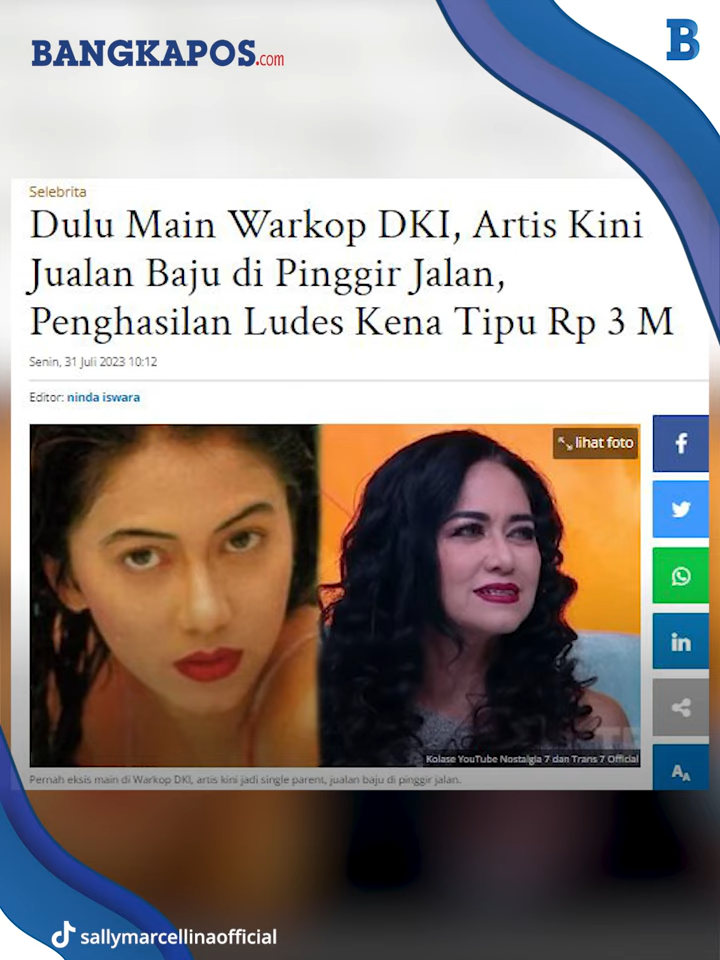 BANGKAPOS.com
B
Selebrita
Dulu Main Warkop DKI, Artis Kini
Jualan Baju di Pinggir Jalan,
Penghasilan Ludes Kena Tipu Rp 3 M
Senin, 31 Juli 2023 10:12
Editor: ninda iswara
lihat foto
Kolase YouTube Nostalgia 7 dan Trans 7 Official
Pernah eksis main di Warkop DKI, artis kini jadi single parent, jualan baju di pinggir jalan.
AA
sallymarcellinaofficial